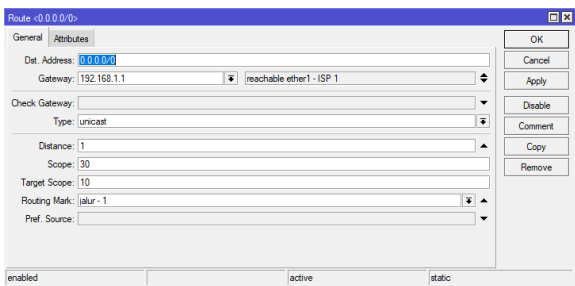 Route <0.0.0.0/0>
General Attributes
Dst. Address: 0.0.0.0/0
Gateway: 192.168.1.1 reachable ether1 - ISP 1
Check Gateway:
Type: unicast
Distance: 1
Scope: 30
Target Scope: 10
Routing Mark: jalur - 1
Pref. Source:
OK
Cancel
Apply
Disable
Comment
Copy
Remove
enabled active static